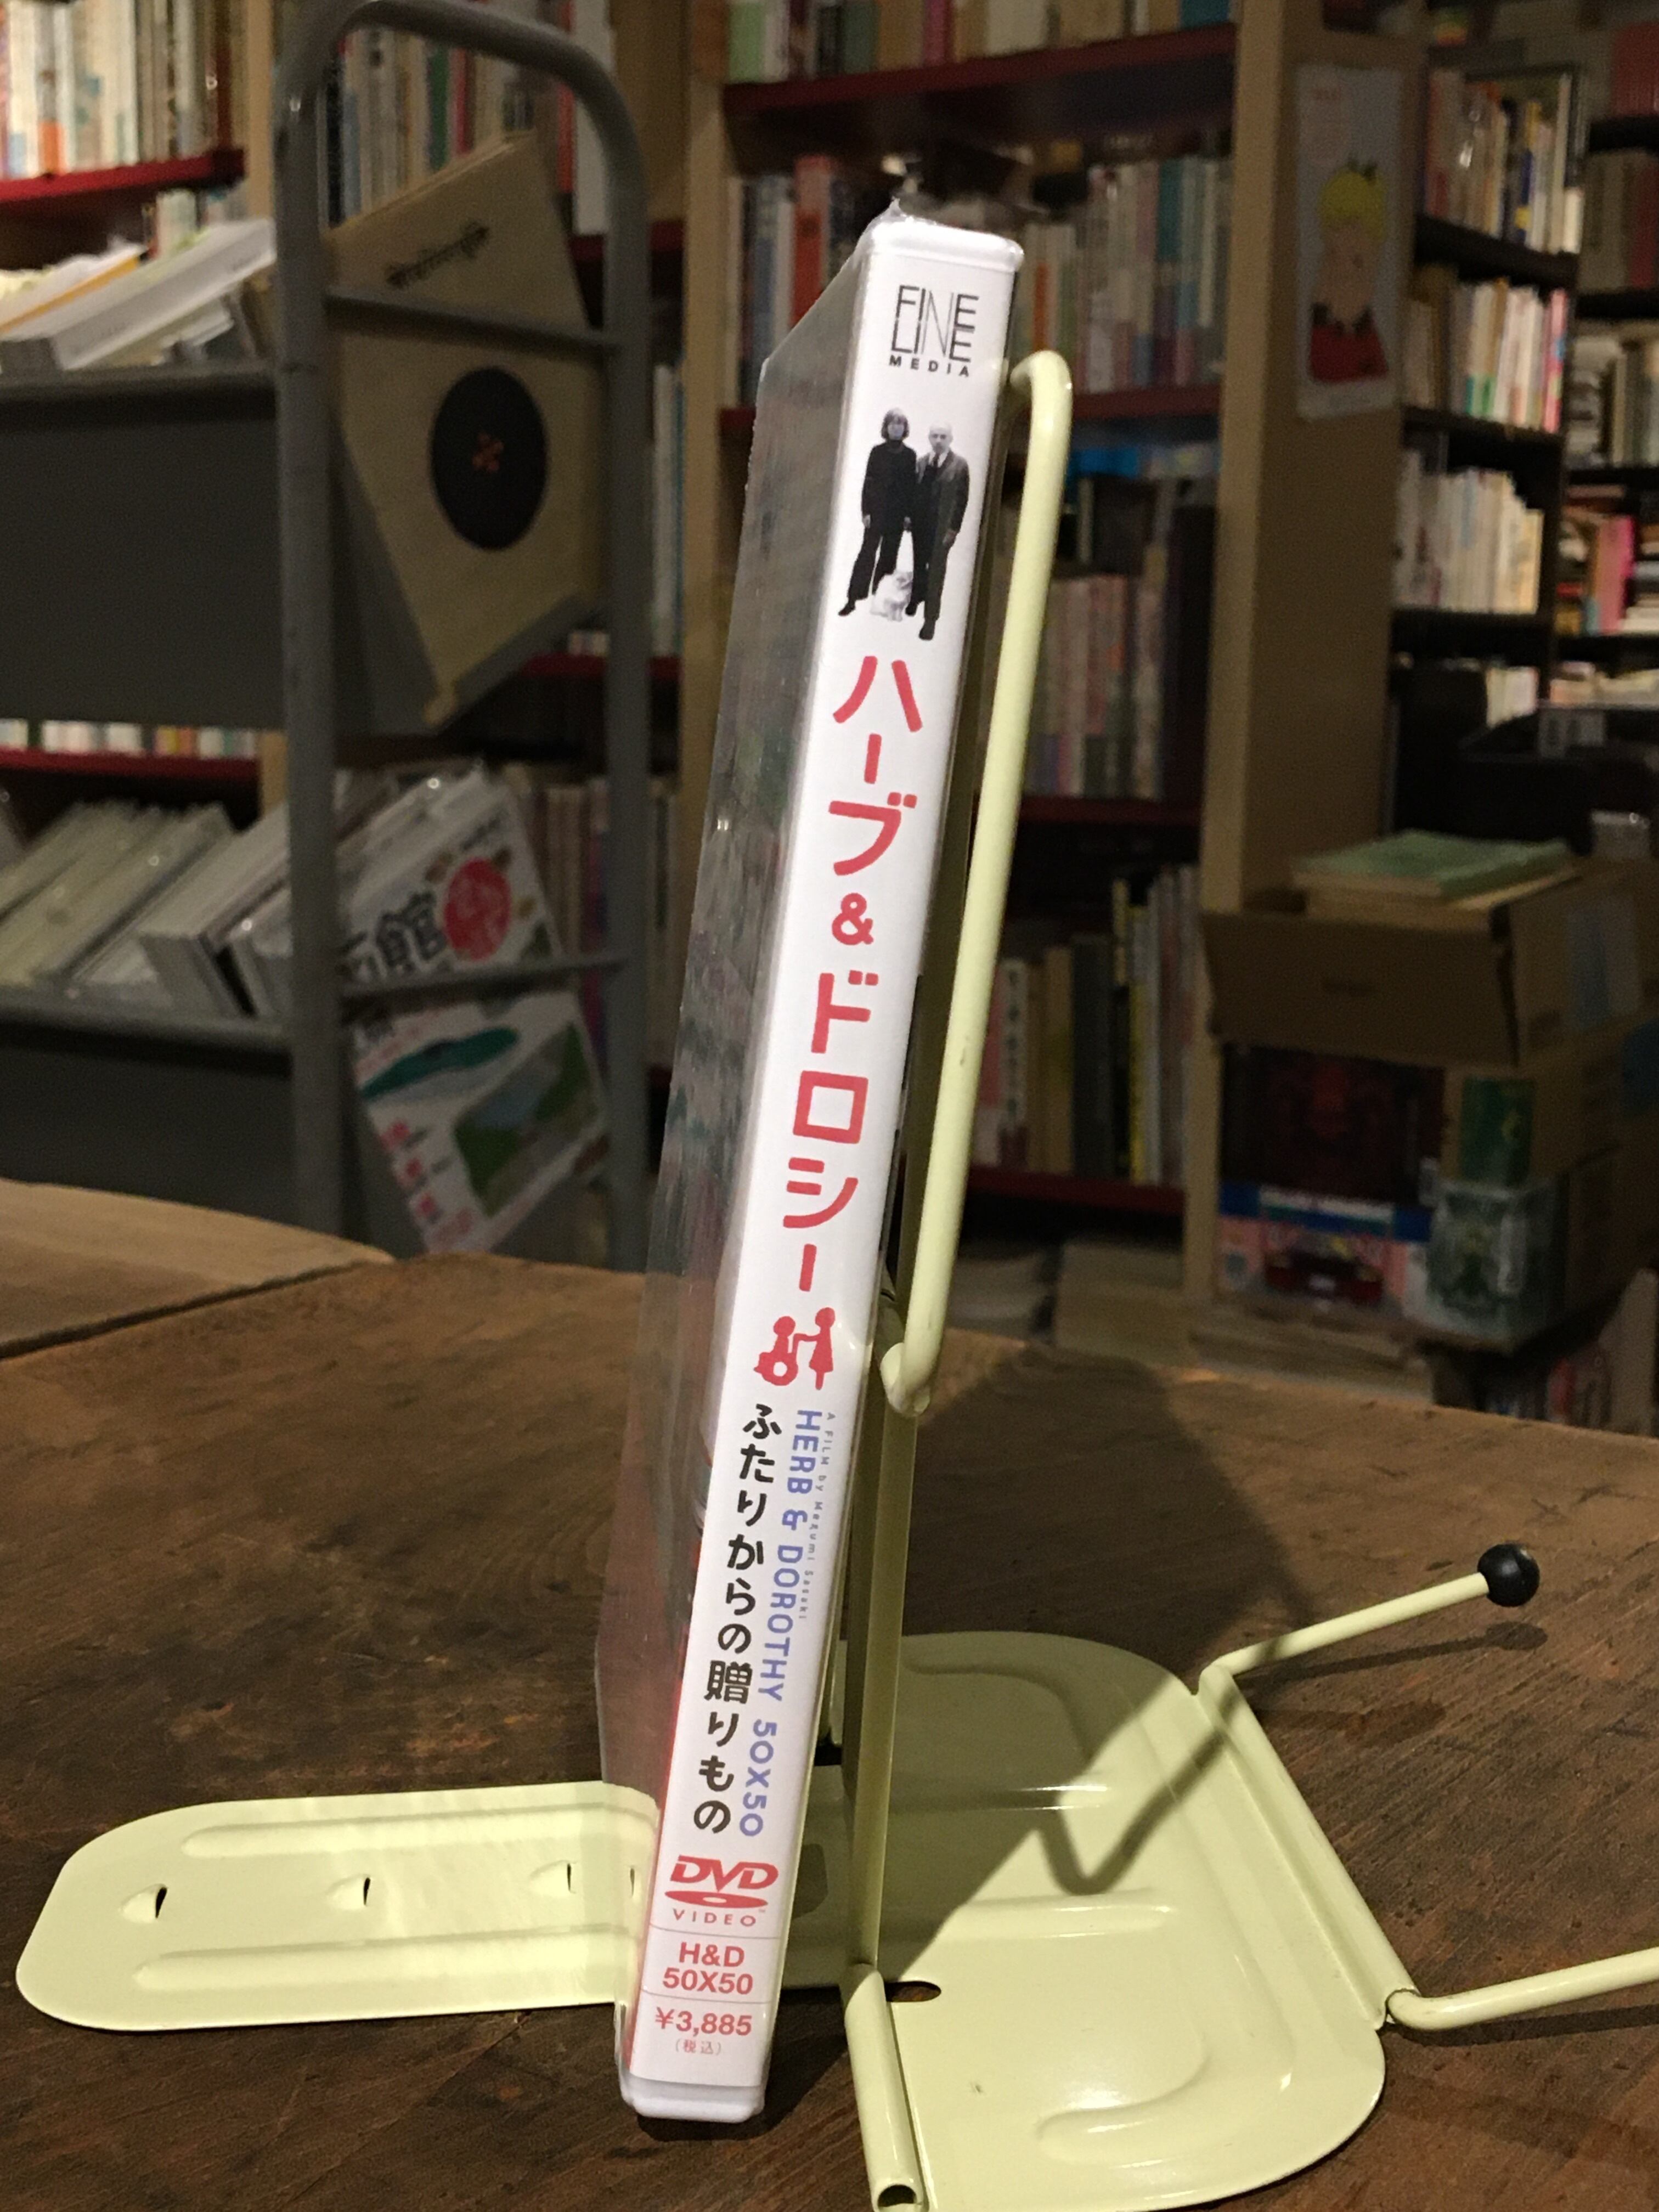 FINE
LINE
MEDIA
ハーブ&ドロシー
A FILM by Megumi Sasaki
HERB & DOROTHY 50X50
ふたりからの贈りもの
DVD
VIDEO
H&D
50X50
¥3,885
(税込)
館